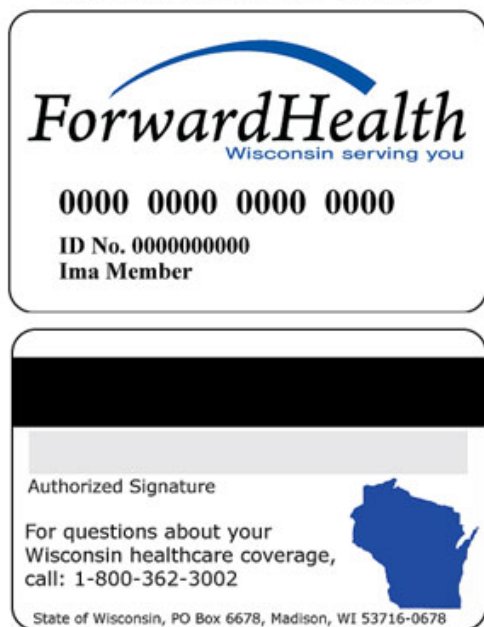 ForwardHealth
Wisconsin serving you
0000 0000 0000 0000
ID No. 0000000000
Ima Member
Authorized Signature
For questions about your
Wisconsin healthcare coverage,
call: 1-800-362-3002
State of Wisconsin, PO Box 6678, Madison, WI 53716-0678